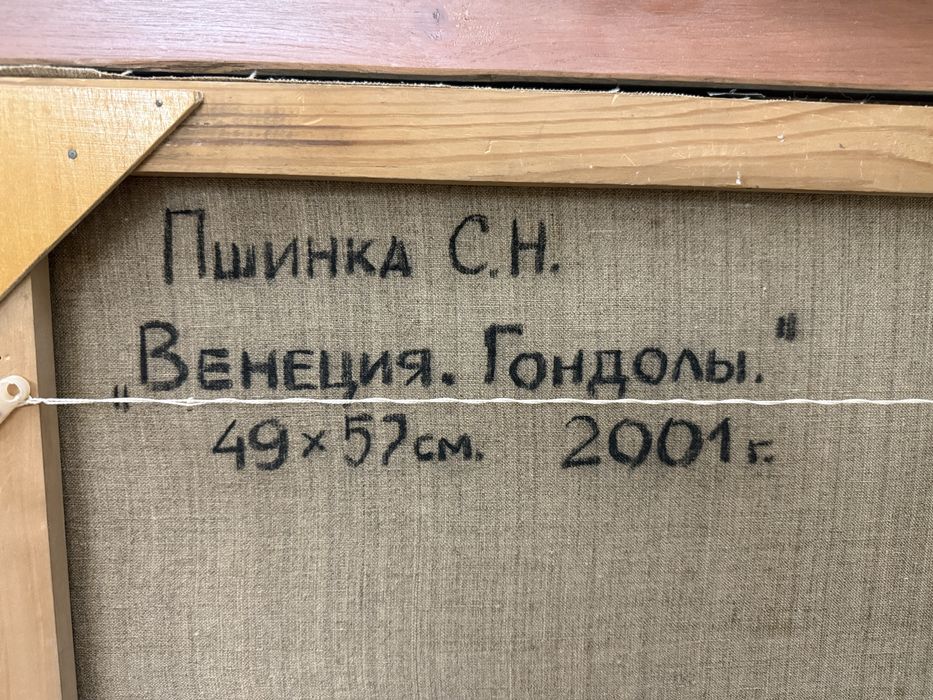 Пшинка С.Н.
„Венеция. Гондолы."
49×57см. 2001г.